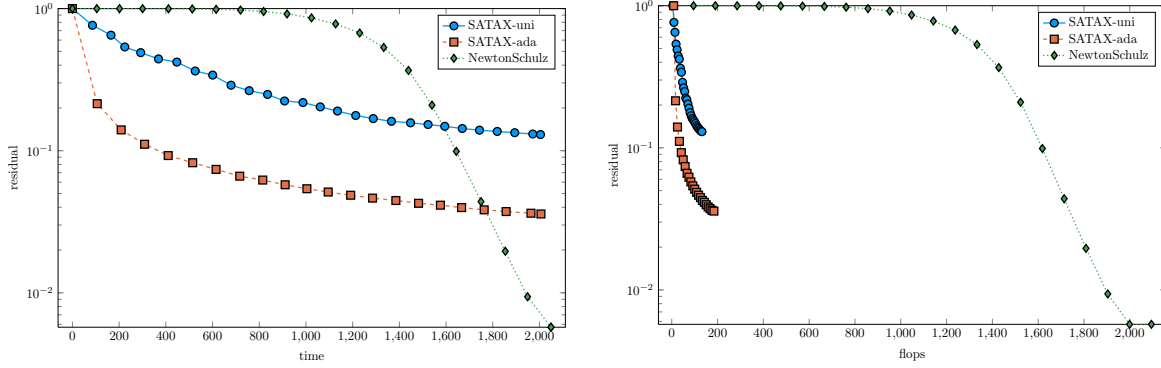 10^0
10^{-1}
10^{-2}
residual
0 200 400 600 800 1,000 1,200 1,400 1,600 1,800 2,000
time
SATAX-uni
SATAX-ada
NewtonSchulz
10^0
10^{-1}
10^{-2}
residual
0 200 400 600 800 1,000 1,200 1,400 1,600 1,800 2,000
flops
SATAX-uni
SATAX-ada
NewtonSchulz